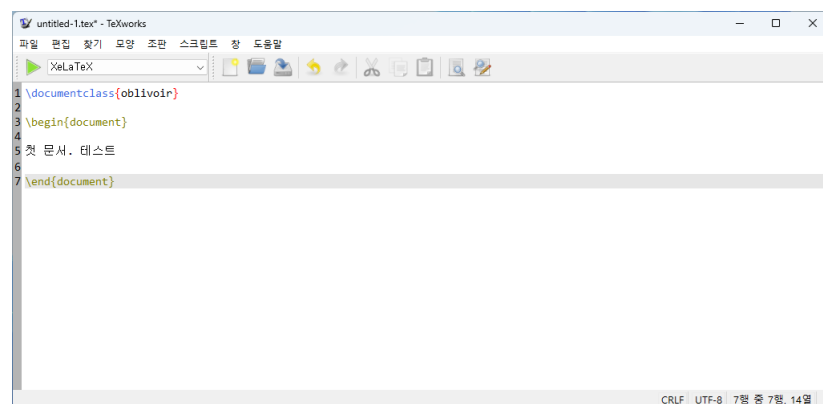 untitled-1.tex* - TeXworks
파일 편집 찾기 모양 조판 스크립트 창 도움말
XeLaTeX
1 \documentclass{oblivoir}
2
3 \begin{document}
4
5 첫 문서. 테스트
6
7 \end{document}
CRLF UTF-8 7행 중 7행, 14열